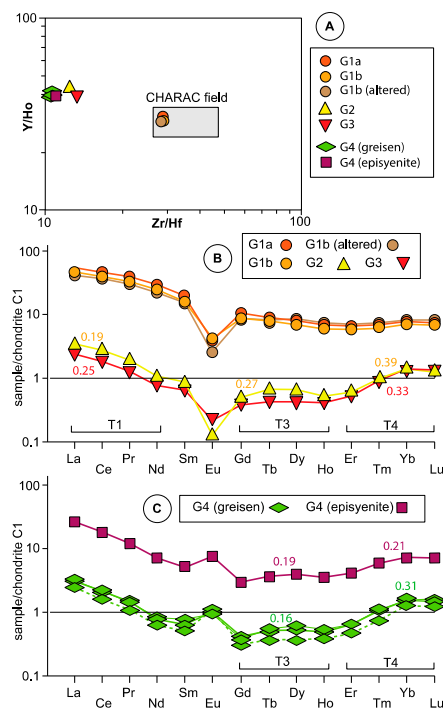 100
A
G1a
G1b
G1b (altered)
G2
G3
G4 (greisen)
G4 (episyenite)
CHARAC field
Y/Ho
10
10
100
Zr/Hf
100
B
G1a
G1b (altered)
G1b
G2
G3
10
1
0.1
sample/chondrite C1
0.19
0.25
0.27
0.39
0.33
T1
T3
T4
La
Ce
Pr
Nd
Sm
Eu
Gd
Tb
Dy
Ho
Er
Tm
Yb
Lu
100
C
G4 (greisen)
G4 (episyenite)
10
1
0.1
sample/chondrite C1
0.19
0.21
0.16
0.31
T3
T4
La
Ce
Pr
Nd
Sm
Eu
Gd
Tb
Dy
Ho
Er
Tm
Yb
Lu